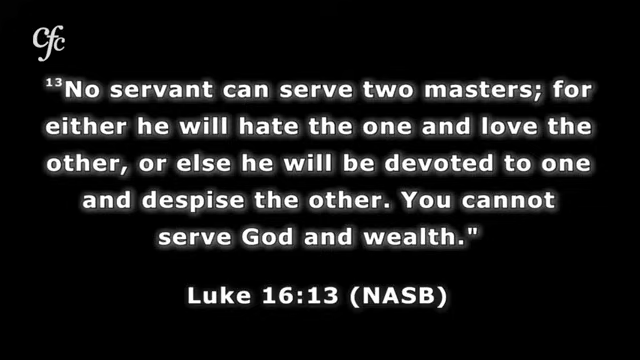 cfc
¹³No servant can serve two masters; for
either he will hate the one and love the
other, or else he will be devoted to one
and despise the other. You cannot
serve God and wealth."
Luke 16:13 (NASB)